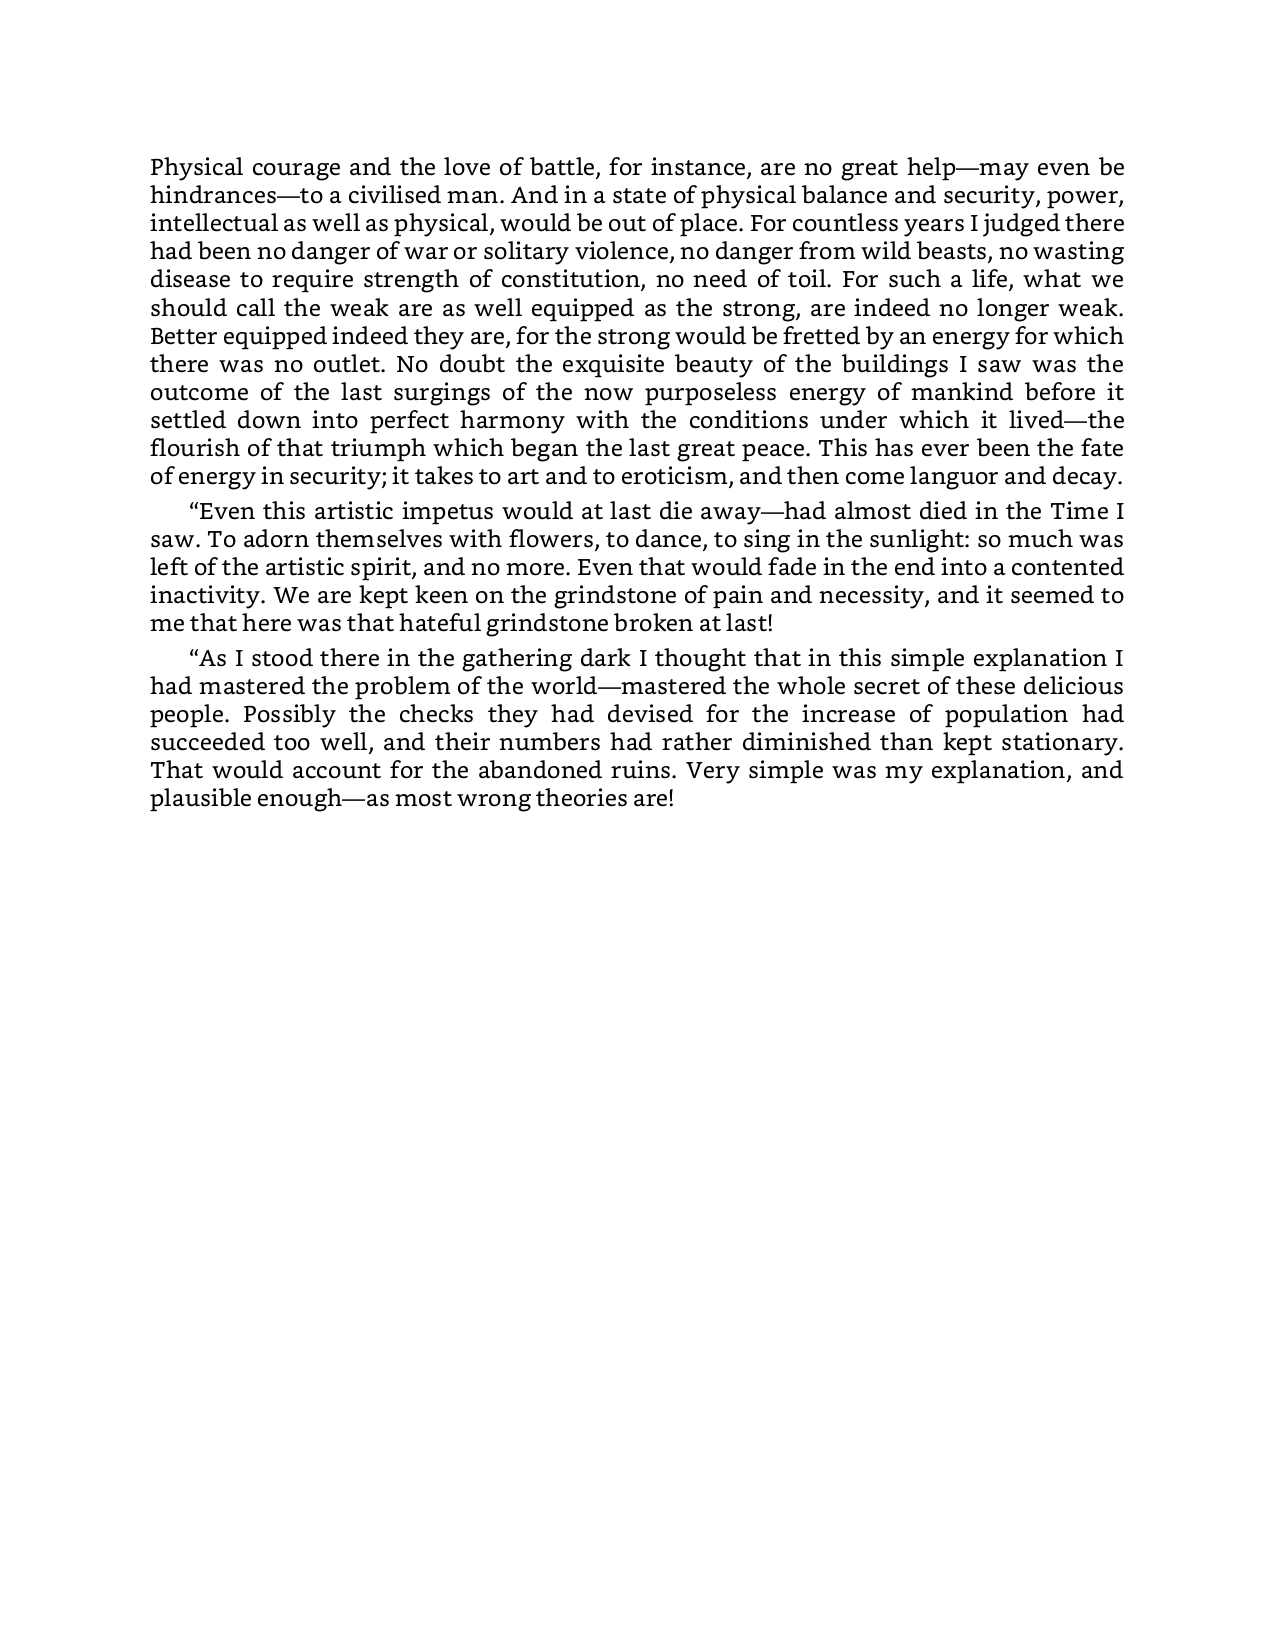 Physical courage and the love of battle, for instance, are no great help—may even be
hindrances—to a civilised man. And in a state of physical balance and security, power,
intellectual as well as physical, would be out of place. For countless years I judged there
had been no danger of war or solitary violence, no danger from wild beasts, no wasting
disease to require strength of constitution, no need of toil. For such a life, what we
should call the weak are as well equipped as the strong, are indeed no longer weak.
Better equipped indeed they are, for the strong would be fretted by an energy for which
there was no outlet. No doubt the exquisite beauty of the buildings I saw was the
outcome of the last surgings of the now purposeless energy of mankind before it
settled down into perfect harmony with the conditions under which it lived—the
flourish of that triumph which began the last great peace. This has ever been the fate
of energy in security; it takes to art and to eroticism, and then come languor and decay.
“Even this artistic impetus would at last die away—had almost died in the Time I
saw. To adorn themselves with flowers, to dance, to sing in the sunlight: so much was
left of the artistic spirit, and no more. Even that would fade in the end into a contented
inactivity. We are kept keen on the grindstone of pain and necessity, and it seemed to
me that here was that hateful grindstone broken at last!
“As I stood there in the gathering dark I thought that in this simple explanation I
had mastered the problem of the world—mastered the whole secret of these delicious
people. Possibly the checks they had devised for the increase of population had
succeeded too well, and their numbers had rather diminished than kept stationary.
That would account for the abandoned ruins. Very simple was my explanation, and
plausible enough—as most wrong theories are!